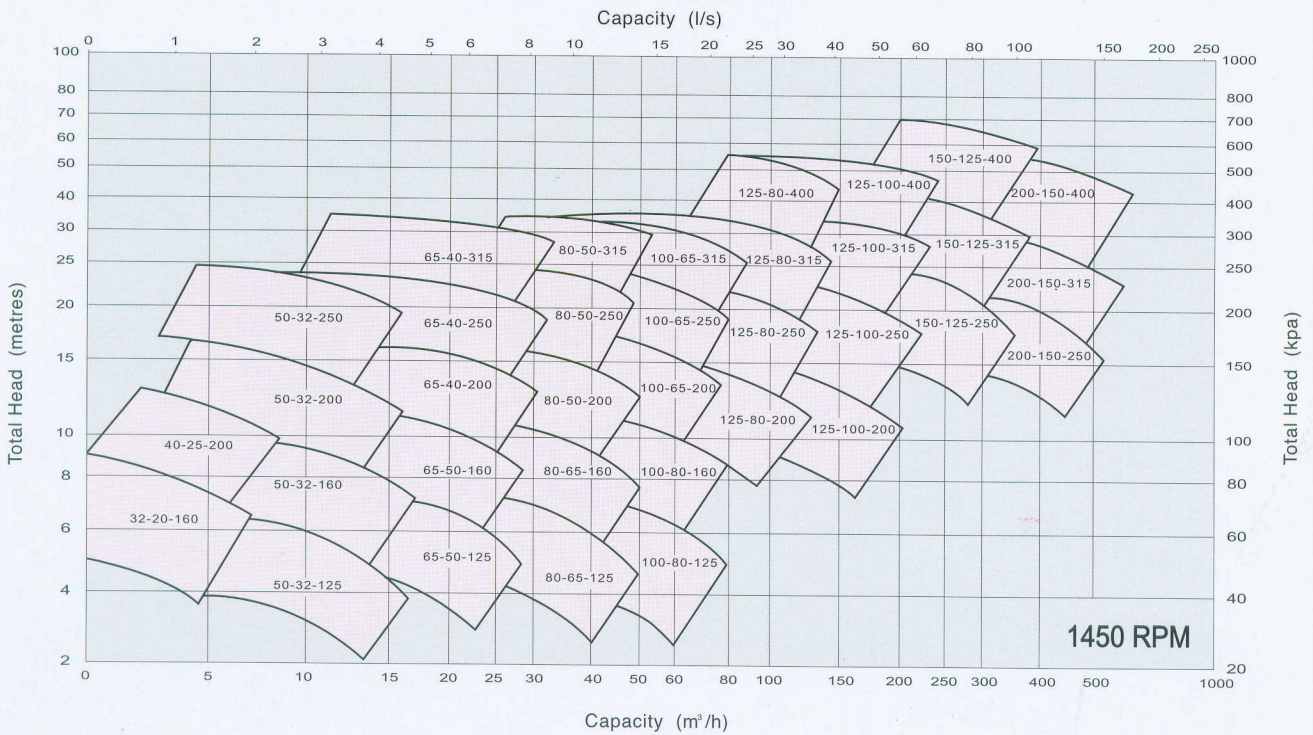 Capacity (l/s)
0 1 2 3 4 5 6 8 10 15 20 25 30 40 50 60 80 100 150 200 250
100 1000
80 800
70 700
60 600
50 500
40 400
30 300
25 250
20 200
15 150
10 100
8 80
6 60
4 40
2 20
Total Head (metres)
Total Head (kpa)
150-125-400
125-80-400 125-100-400 200-150-400
65-40-315 80-50-315 100-65-315 125-80-315 125-100-315 150-125-315
200-150-315
50-32-250 65-40-250 80-50-250 100-65-250 125-80-250 125-100-250 150-125-250
200-150-250
50-32-200 65-40-200 80-50-200 100-65-200
125-80-200 125-100-200
40-25-200
50-32-160 65-50-160 80-65-160 100-80-160
32-20-160
50-32-125 65-50-125 80-65-125 100-80-125
1450 RPM
0 5 10 15 20 25 30 40 50 60 80 100 150 200 250 300 400 500 1000
Capacity (m³/h)